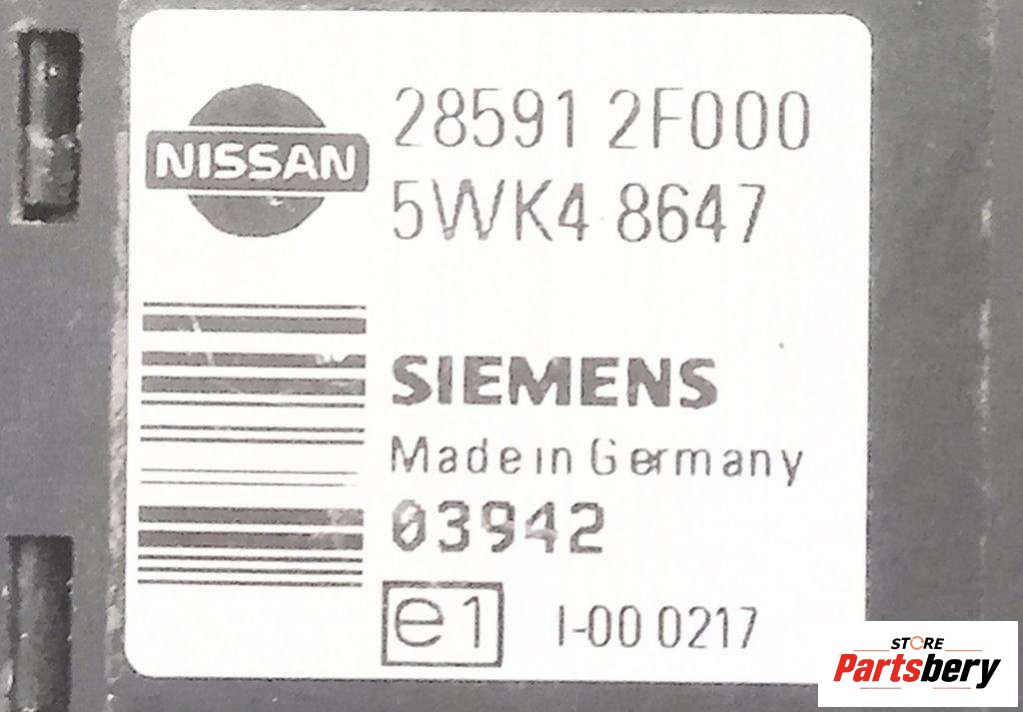 NISSAN
28591 2F000
5WK4 8647
SIEMENS
Made in Germany
03942
e1 I-00 0217
STORE
Partsbery